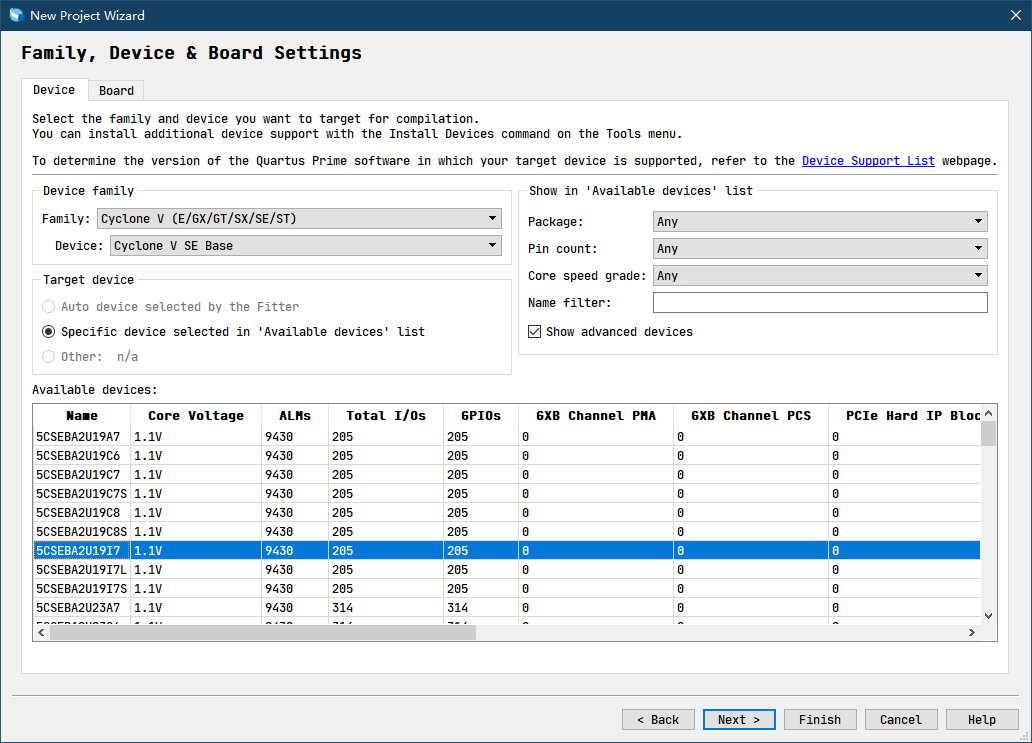 New Project Wizard
Family, Device & Board Settings
Device Board
Select the family and device you want to target for compilation.
You can install additional device support with the Install Devices command on the Tools menu.
To determine the version of the Quartus Prime software in which your target device is supported, refer to the Device Support List webpage.
Device family
Family: Cyclone V (E/GX/GT/SX/SE/ST)
Device: Cyclone V SE Base
Target device
Auto device selected by the Fitter
Specific device selected in 'Available devices' list
Other: n/a
Show in 'Available devices' list
Package: Any
Pin count: Any
Core speed grade: Any
Name filter:
Show advanced devices
Available devices:
Name Core Voltage ALMs Total I/Os GPIOs GXB Channel PMA GXB Channel PCS PCIe Hard IP Bloc
5CSEBA2U19A7 1.1V 9430 205 205 0 0 0
5CSEBA2U19C6 1.1V 9430 205 205 0 0 0
5CSEBA2U19C7 1.1V 9430 205 205 0 0 0
5CSEBA2U19C7S 1.1V 9430 205 205 0 0 0
5CSEBA2U19C8 1.1V 9430 205 205 0 0 0
5CSEBA2U19C8S 1.1V 9430 205 205 0 0 0
5CSEBA2U19I7 1.1V 9430 205 205 0 0 0
5CSEBA2U19I7L 1.1V 9430 205 205 0 0 0
5CSEBA2U19I7S 1.1V 9430 205 205 0 0 0
5CSEBA2U23A7 1.1V 9430 314 314 0 0 0
< Back Next > Finish Cancel Help